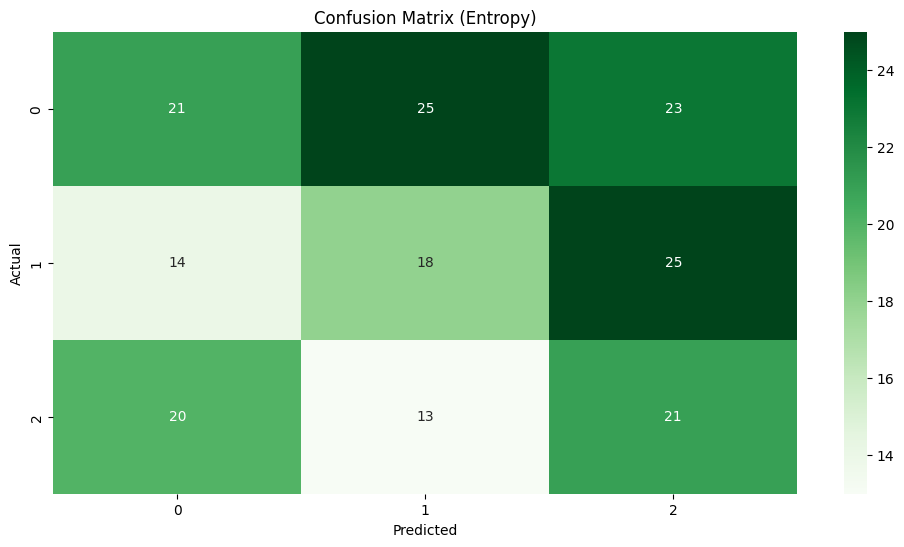 Confusion Matrix (Entropy)
0 21 25 23
1 14 18 25
2 20 13 21
0 1 2
Predicted
Actual
24
22
20
18
16
14